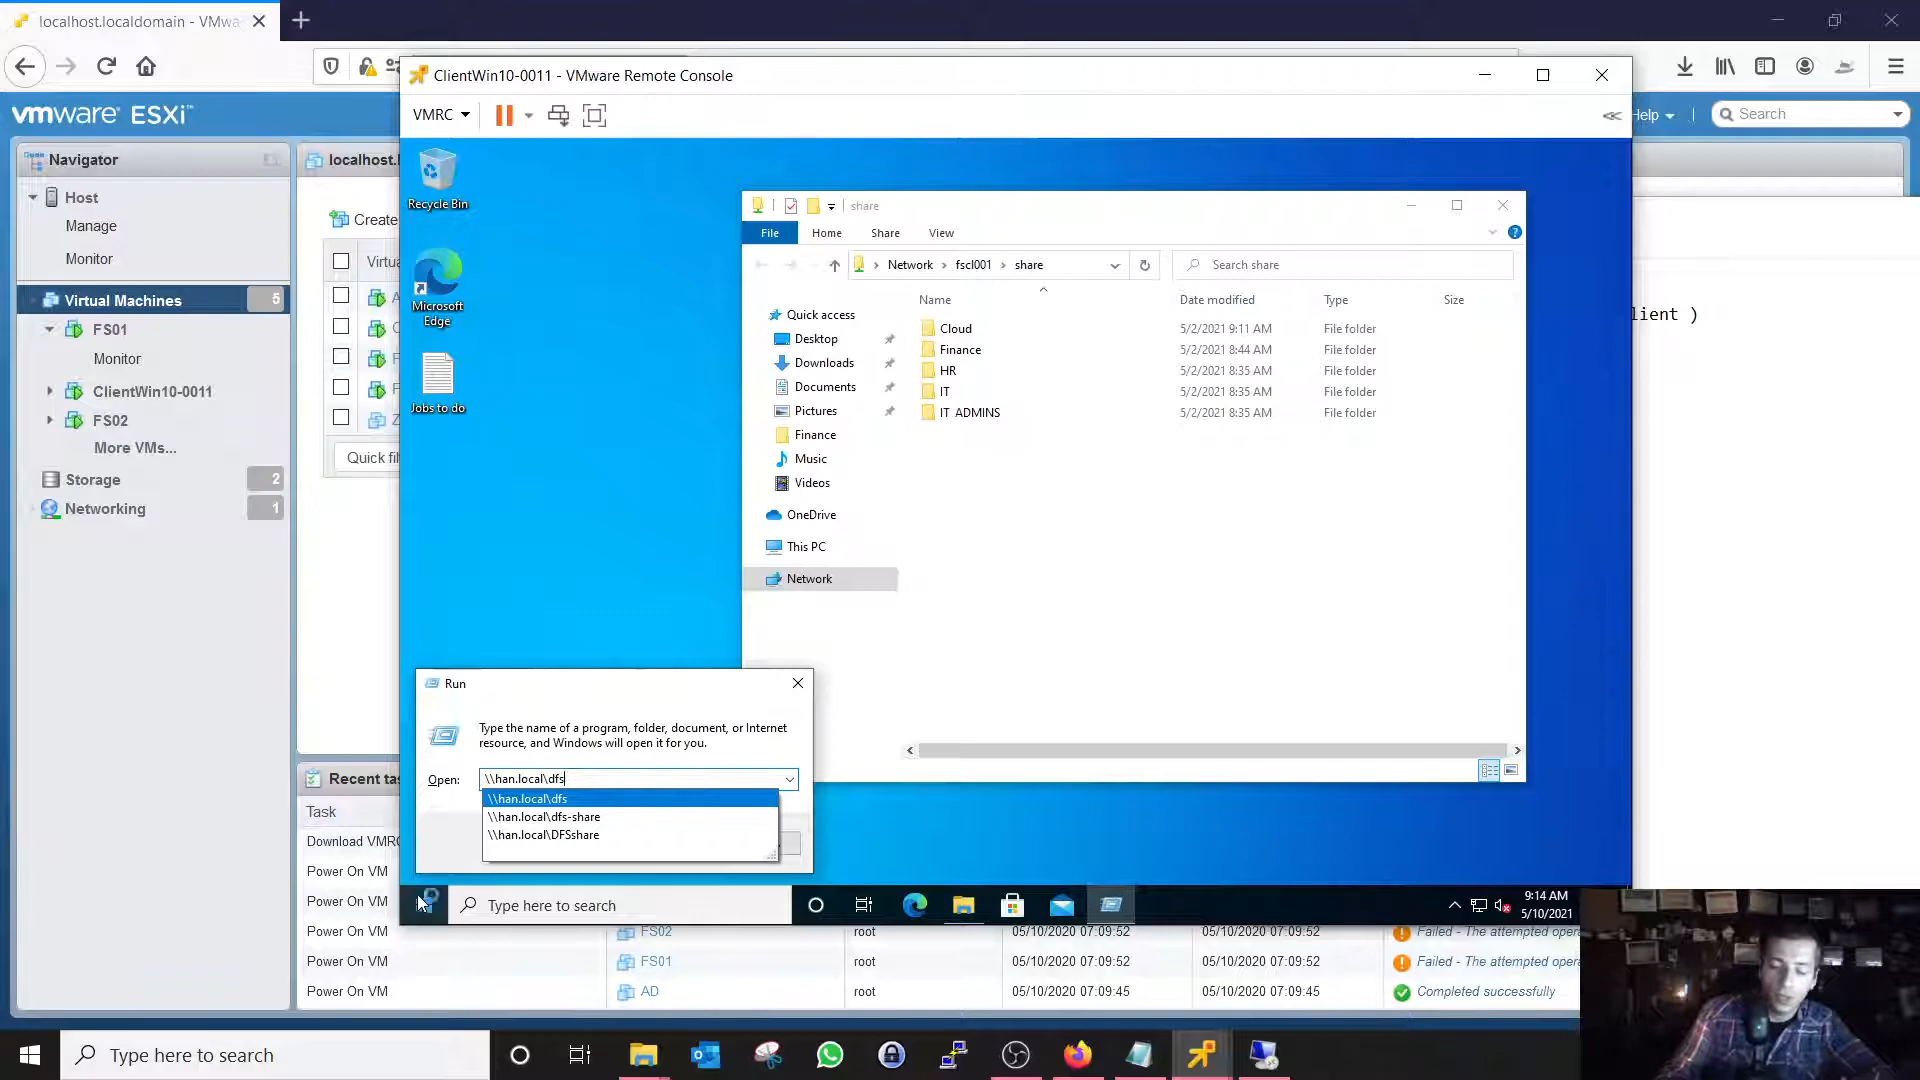 localhost.localdomain - VMwa
ClientWin10-0011 - VMware Remote Console
VMRC
vmware ESXi™
Help
Search
Navigator
localhost.l
Host
Manage
Monitor
Create
Virtua
Virtual Machines
5
FS01
Monitor
ClientWin10-0011
FS02
More VMs...
Storage
2
Networking
1
Quick fil
lient )
Recycle Bin
Microsoft
Edge
Jobs to do
share
File
Home
Share
View
Network
fscl001
share
Search share
Name
Date modified
Type
Size
Quick access
Desktop
Downloads
Documents
Pictures
Finance
Music
Videos
OneDrive
This PC
Network
Cloud 5/2/2021 9:11 AM File folder
Finance 5/2/2021 8:44 AM File folder
HR 5/2/2021 8:35 AM File folder
IT 5/2/2021 8:35 AM File folder
IT ADMINS 5/2/2021 8:35 AM File folder
Run
Type the name of a program, folder, document, or Internet
resource, and Windows will open it for you.
Open:
\\han.local\dfs
\\han.local\dfs
\\han.local\dfs-share
\\han.local\DFSshare
Type here to search
9:14 AM
5/10/2021
Recent tas
Task
Download VMRC
Power On VM
Power On VM
Power On VM FS02 root 05/10/2020 07:09:52 05/10/2020 07:09:52 Failed - The attempted opera
Power On VM FS01 root 05/10/2020 07:09:52 05/10/2020 07:09:52 Failed - The attempted opera
Power On VM AD root 05/10/2020 07:09:45 05/10/2020 07:09:45 Completed successfully
Type here to search